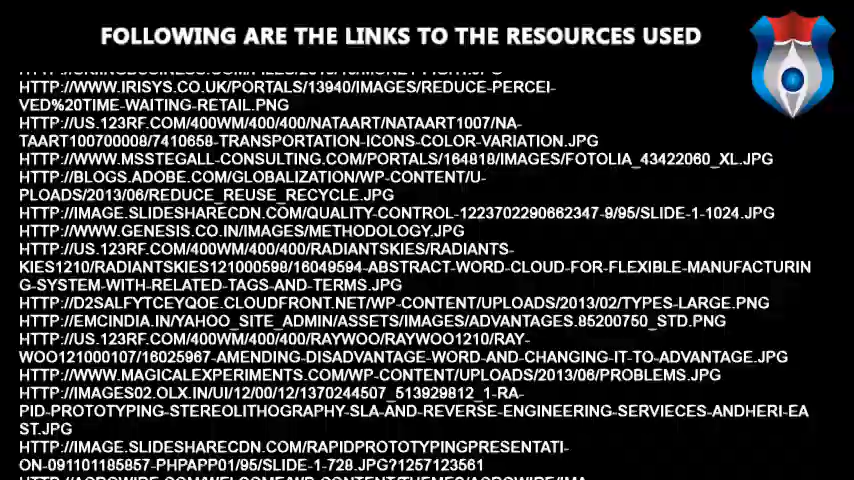 FOLLOWING ARE THE LINKS TO THE RESOURCES USED
HTTP://WWW.IRISYS.CO.UK/PORTALS/13940/IMAGES/REDUCE-PERCEI-
VED%20TIME-WAITING-RETAIL.PNG
HTTP://US.123RF.COM/400WM/400/400/NATAART/NATAART1007/NA-
TAART100700008/7410658-TRANSPORTATION-ICONS-COLOR-VARIATION.JPG
HTTP://WWW.MSSTEGALL-CONSULTING.COM/PORTALS/164818/IMAGES/FOTOLIA_43422060_XL.JPG
HTTP://BLOGS.ADOBE.COM/GLOBALIZATION/WP-CONTENT/U-
PLOADS/2013/06/REDUCE_REUSE_RECYCLE.JPG
HTTP://IMAGE.SLIDESHARECDN.COM/QUALITY-CONTROL-1223702290662347-9/95/SLIDE-1-1024.JPG
HTTP://WWW.GENESIS.CO.IN/IMAGES/METHODOLOGY.JPG
HTTP://US.123RF.COM/400WM/400/400/RADIANTSKIES/RADIANTS-
KIES1210/RADIANTSKIES121000598/16049594-ABSTRACT-WORD-CLOUD-FOR-FLEXIBLE-MANUFACTURIN
G-SYSTEM-WITH-RELATED-TAGS-AND-TERMS.JPG
HTTP://D2SALFYTCEYQOE.CLOUDFRONT.NET/WP-CONTENT/UPLOADS/2013/02/TYPES-LARGE.PNG
HTTP://EMCINDIA.IN/YAHOO_SITE_ADMIN/ASSETS/IMAGES/ADVANTAGES.85200750_STD.PNG
HTTP://US.123RF.COM/400WM/400/400/RAYWOO/RAYWOO1210/RAY-
WOO121000107/16025967-AMENDING-DISADVANTAGE-WORD-AND-CHANGING-IT-TO-ADVANTAGE.JPG
HTTP://WWW.MAGICALEXPERIMENTS.COM/WP-CONTENT/UPLOADS/2013/06/PROBLEMS.JPG
HTTP://IMAGES02.OLX.IN/UI/12/00/12/1370244507_513929812_1-RA-
PID-PROTOTYPING-STEREOLITHOGRAPHY-SLA-AND-REVERSE-ENGINEERING-SERVIECES-ANDHERI-EA
ST.JPG
HTTP://IMAGE.SLIDESHARECDN.COM/RAPIDPROTOTYPINGPRESENTATI-
ON-091101185857-PHPAPP01/95/SLIDE-1-728.JPG?1257123561